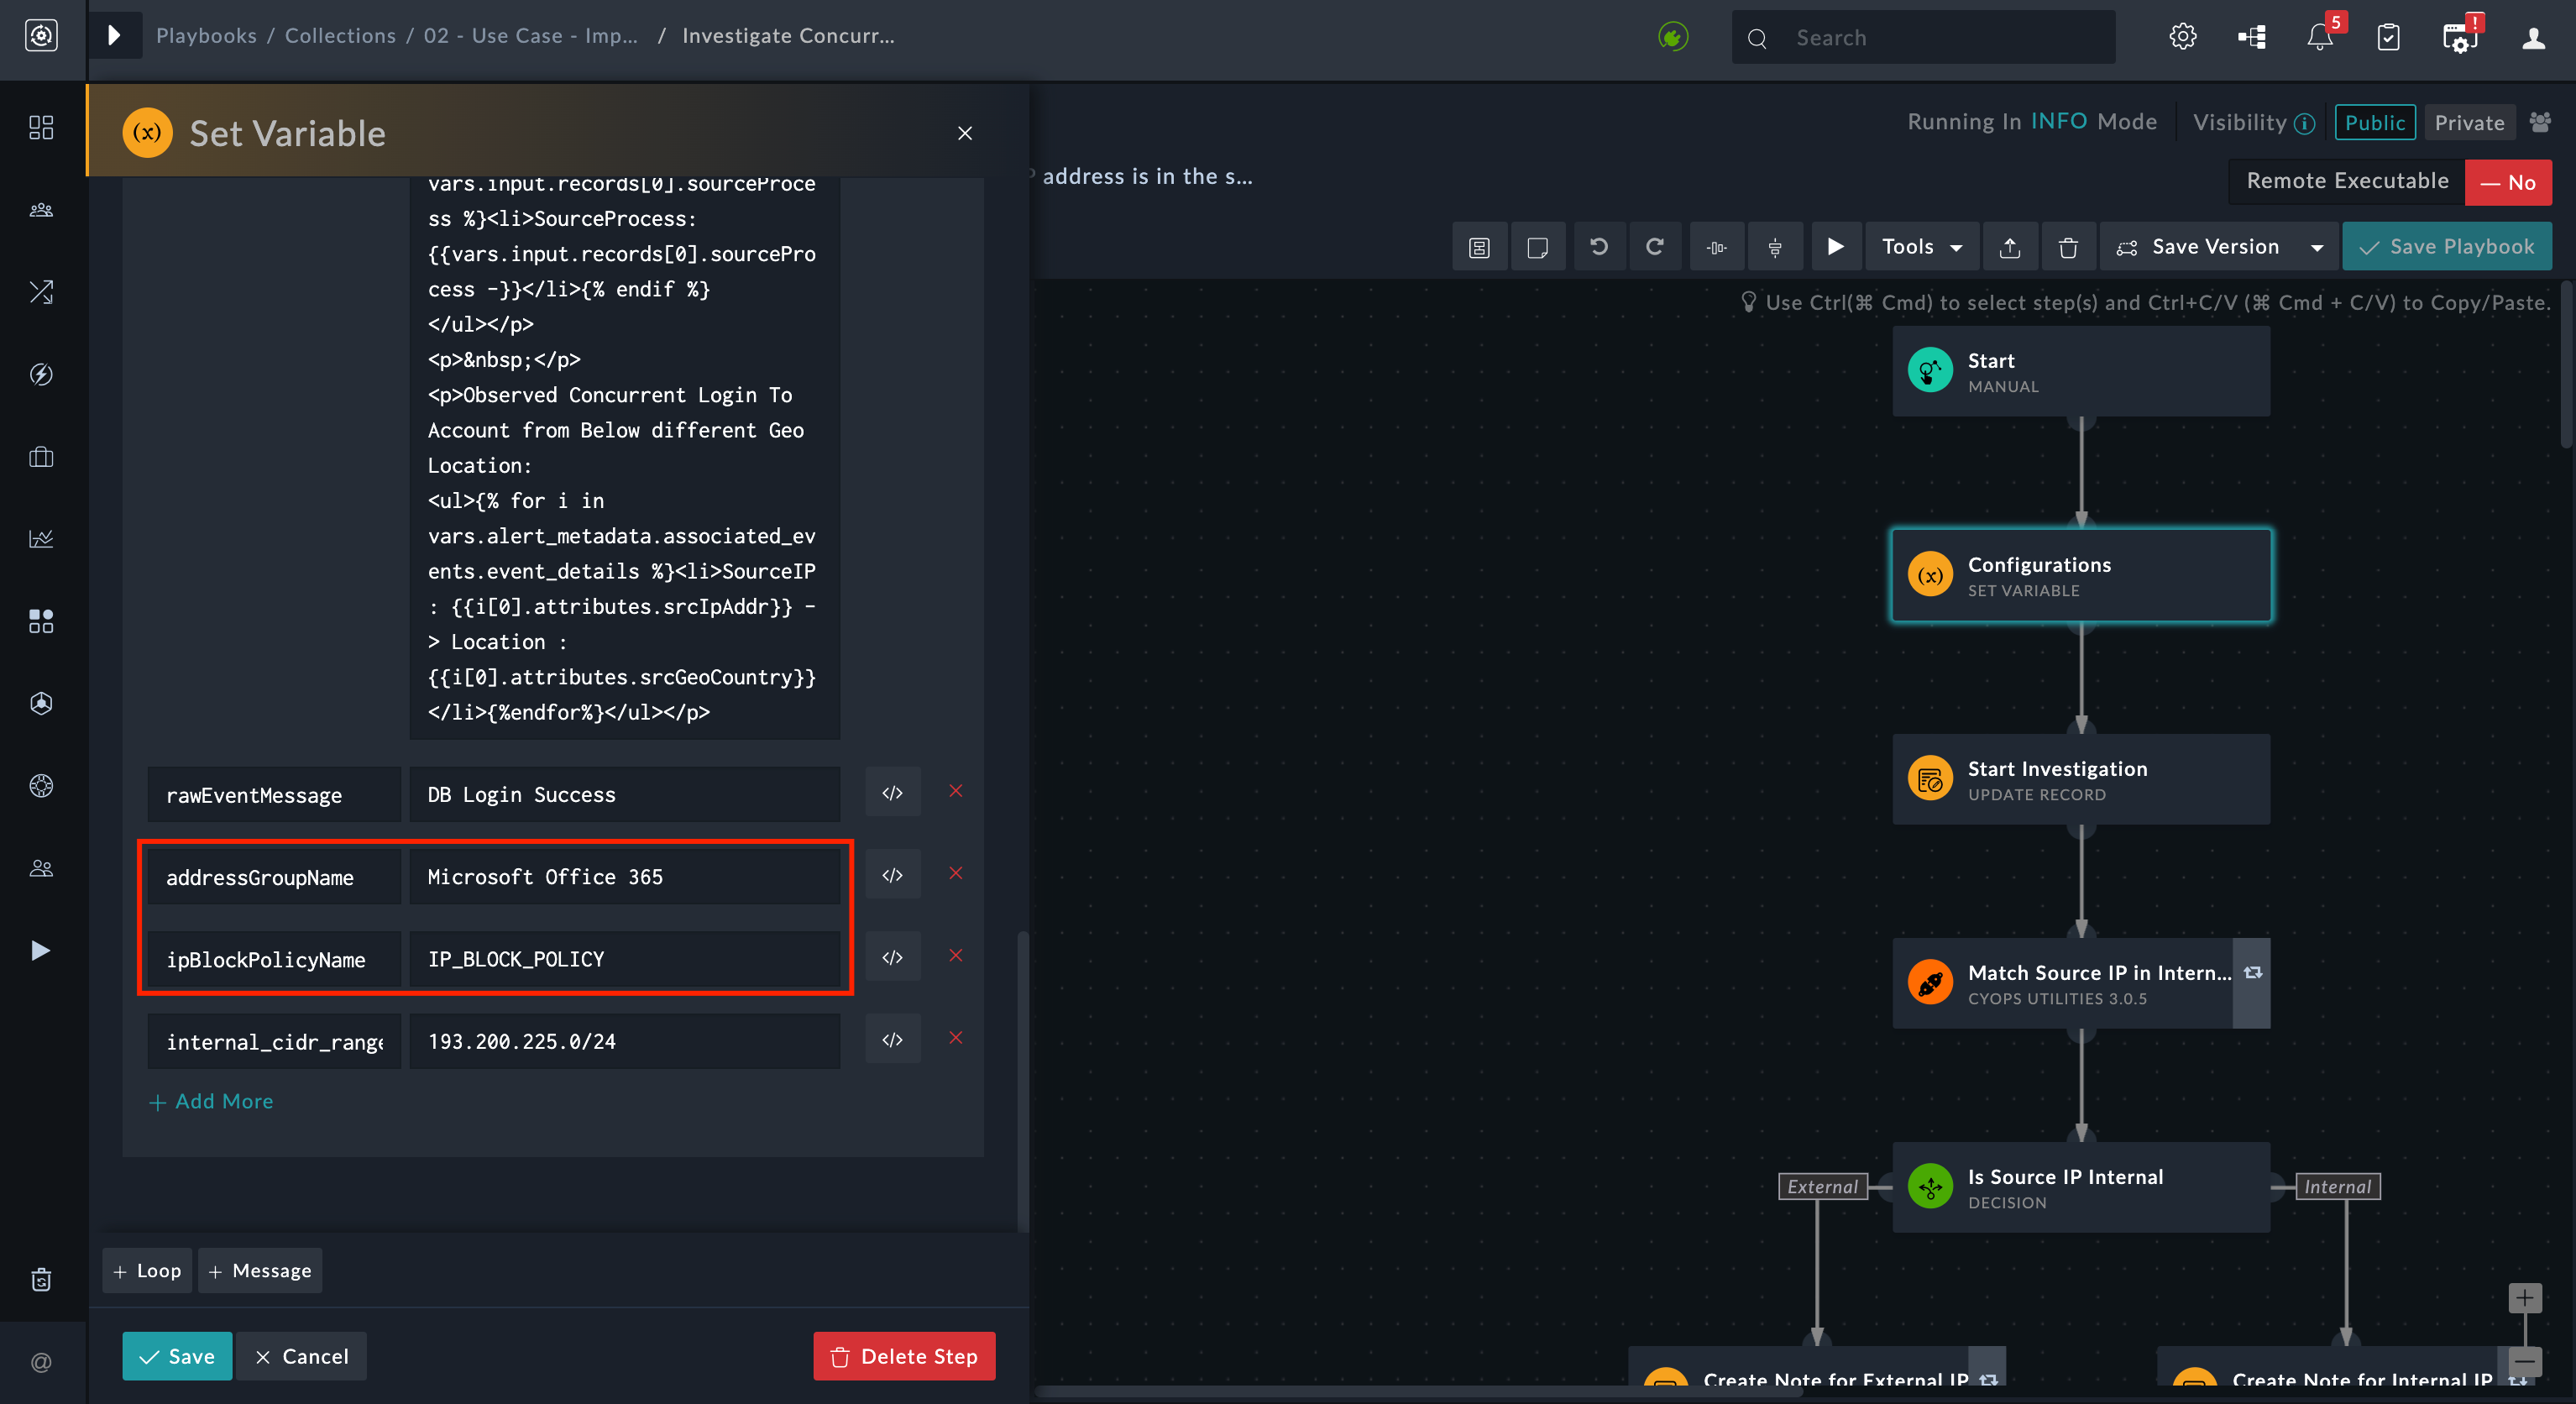 Playbooks / Collections / 02 - Use Case - Imp... / Investigate Concurr...
Search
5
!
Set Variable
Running In INFO Mode
Visibility
Public
Private
address is in the s...
Remote Executable
— No
Tools
Save Version
Save Playbook
Use Ctrl(⌘ Cmd) to select step(s) and Ctrl+C/V (⌘ Cmd + C/V) to Copy/Paste.
vars.input.records[0].sourceProce
ss %}<li>SourceProcess:
{{vars.input.records[0].sourcePro
cess -}}</li>{% endif %}
</ul></p>
<p>&nbsp;</p>
<p>Observed Concurrent Login To
Account from Below different Geo
Location:
<ul>{% for i in
vars.alert_metadata.associated_ev
ents.event_details %}<li>SourceIP
: {{i[0].attributes.srcIpAddr}} -
> Location :
{{i[0].attributes.srcGeoCountry}}
</li>{%endfor%}</ul></p>
rawEventMessage
DB Login Success
</>
addressGroupName
Microsoft Office 365
</>
ipBlockPolicyName
IP_BLOCK_POLICY
</>
internal_cidr_range
193.200.225.0/24
</>
+ Add More
+ Loop
+ Message
Save
Cancel
Delete Step
@
Start
MANUAL
(x)
Configurations
SET VARIABLE
Start Investigation
UPDATE RECORD
Match Source IP in Intern...
CYOPS UTILITIES 3.0.5
External
Is Source IP Internal
DECISION
Internal
Create Note for External IP
Create Note for Internal IP